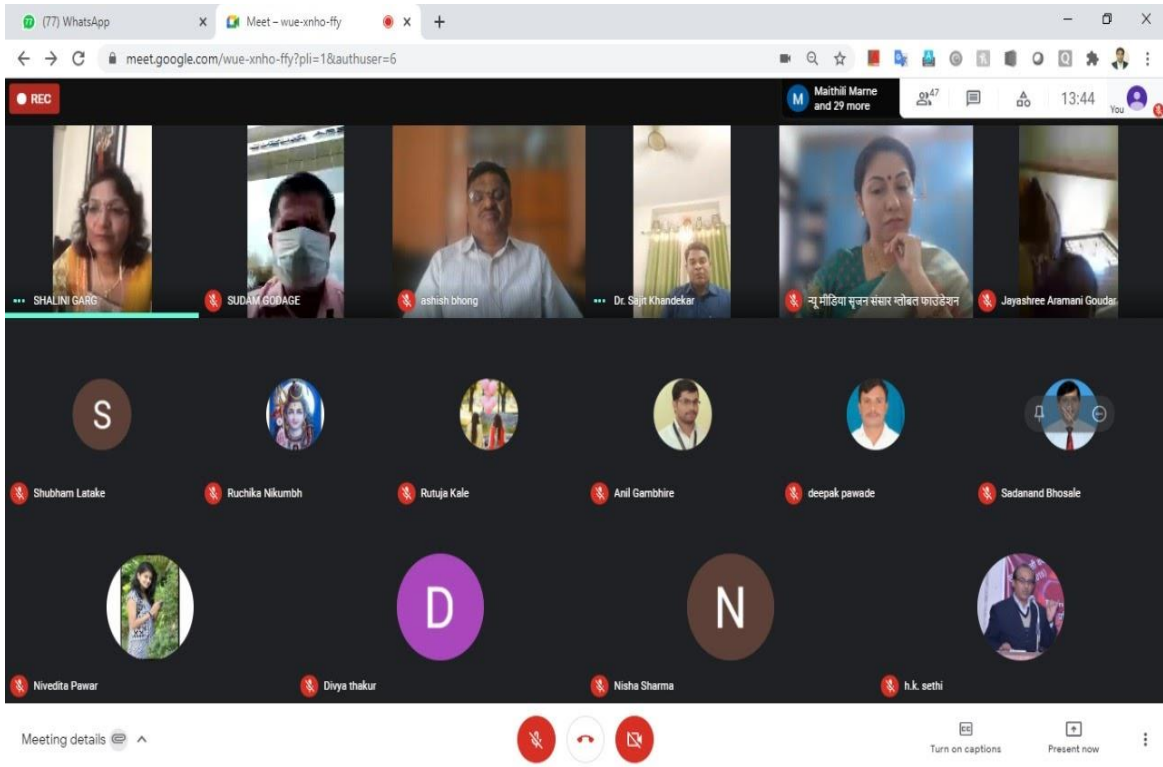 (77) WhatsApp
Meet – wue-xnho-ffy
meet.google.com/wue-xnho-ffy?pli=1&authuser=6
REC
M
Maithili Marne
and 29 more
47
13:44
You
SHALINI GARG
SUDAM GODAGE
ashish bhong
Dr. Sajit Khandekar
न्यू मीडिया सृजन संसार ग्लोबल फाउंडेशन
Jayashree Aramani Goudar
S
Shubham Latake
Ruchika Nikumbh
Rutuja Kale
Anil Gambhire
deepak pawade
Sadanand Bhosale
Nivedita Pawar
D
Divya thakur
N
Nisha Sharma
h.k. sethi
Meeting details
CC
Turn on captions
Present now